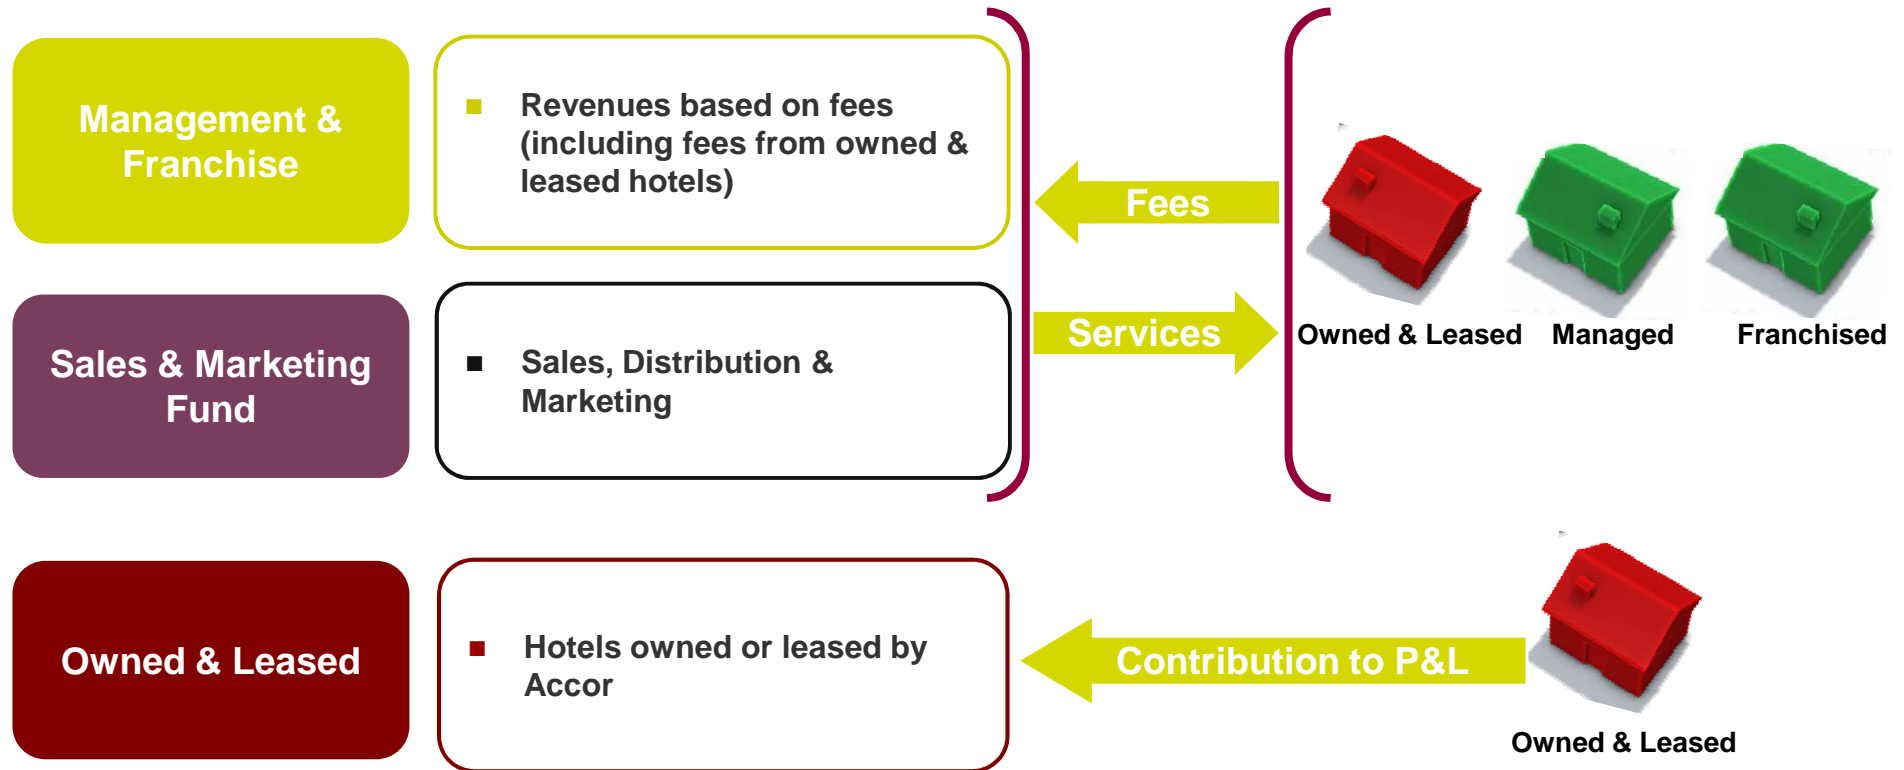 Management &
Franchise
■ Revenues based on fees
(including fees from owned &
leased hotels)
Fees
Services
Owned & Leased
Managed
Franchised
Sales & Marketing
Fund
■ Sales, Distribution &
Marketing
Owned & Leased
■ Hotels owned or leased by
Accor
Contribution to P&L
Owned & Leased